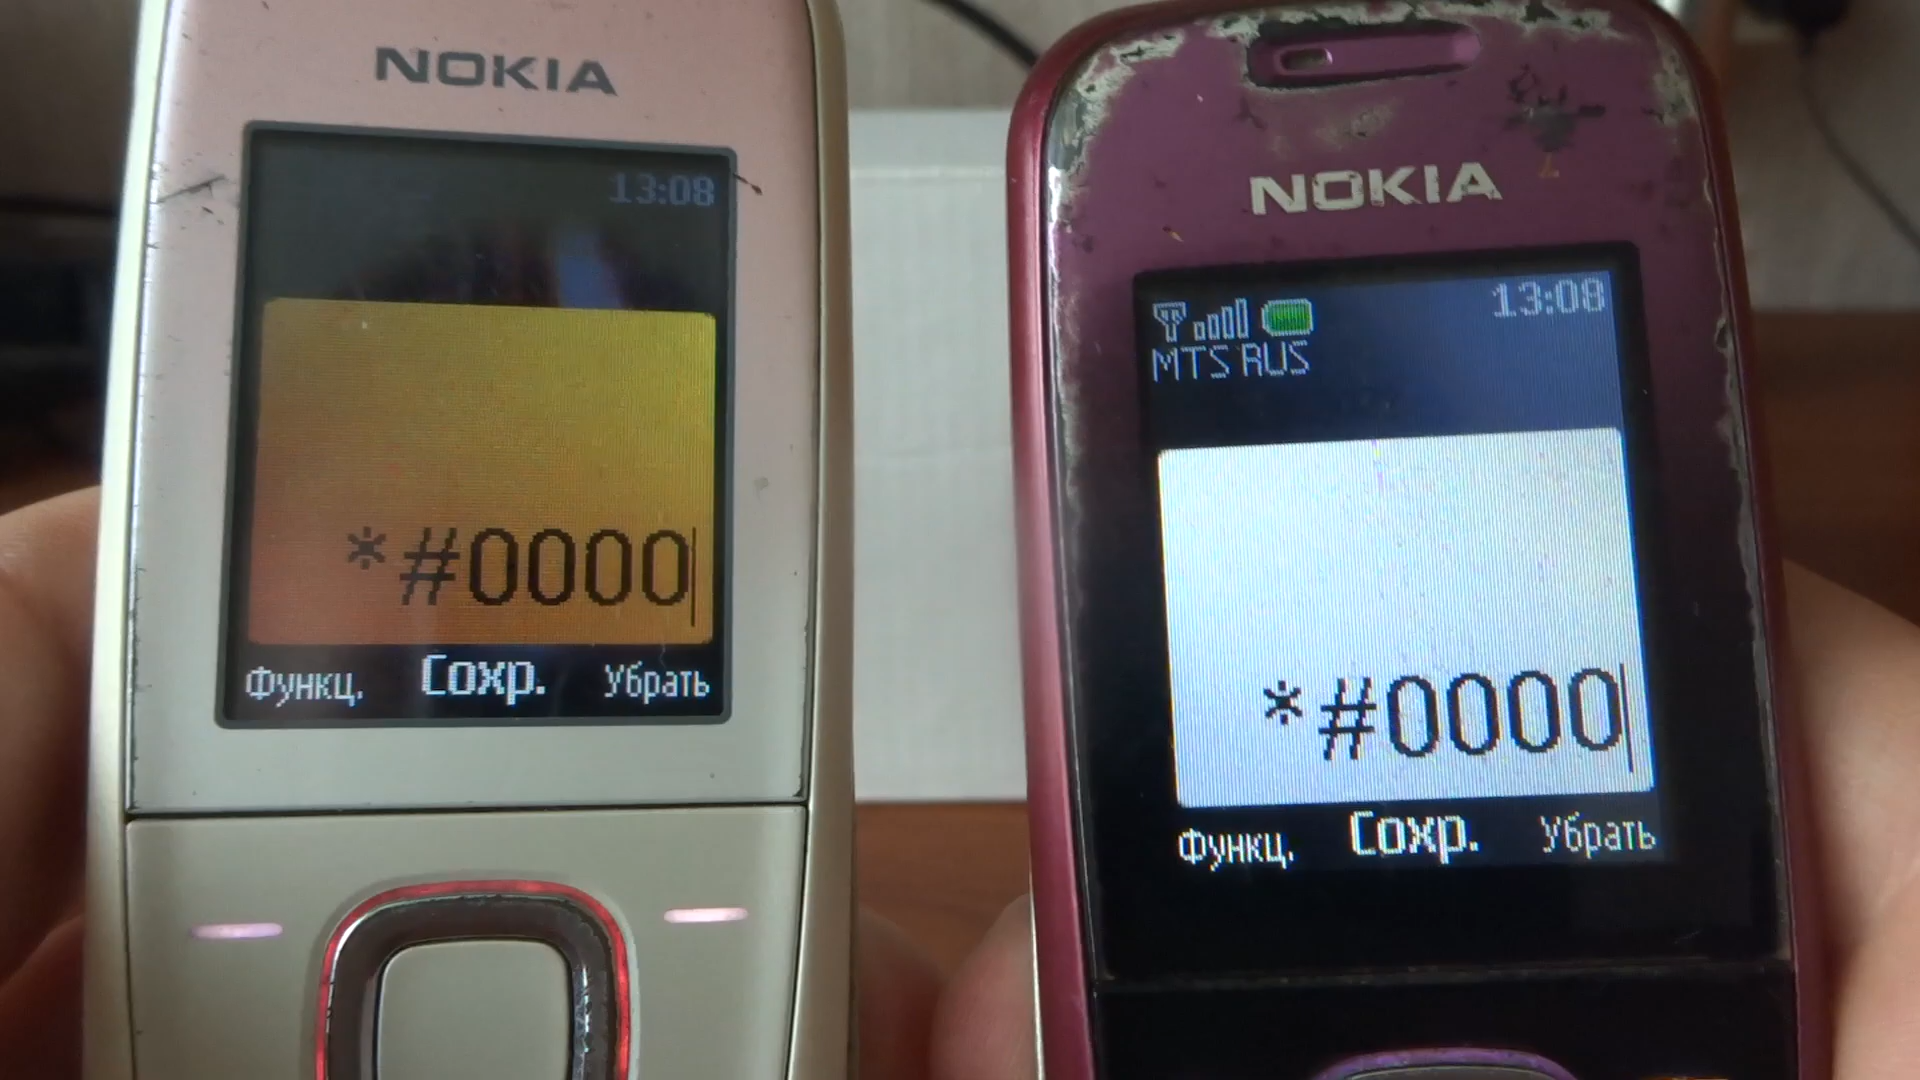 NOKIA
13:08
*#0000
Функц. Сохр. Убрать
NOKIA
13:08
MTS RUS
*#0000
Функц. Сохр. Убрать